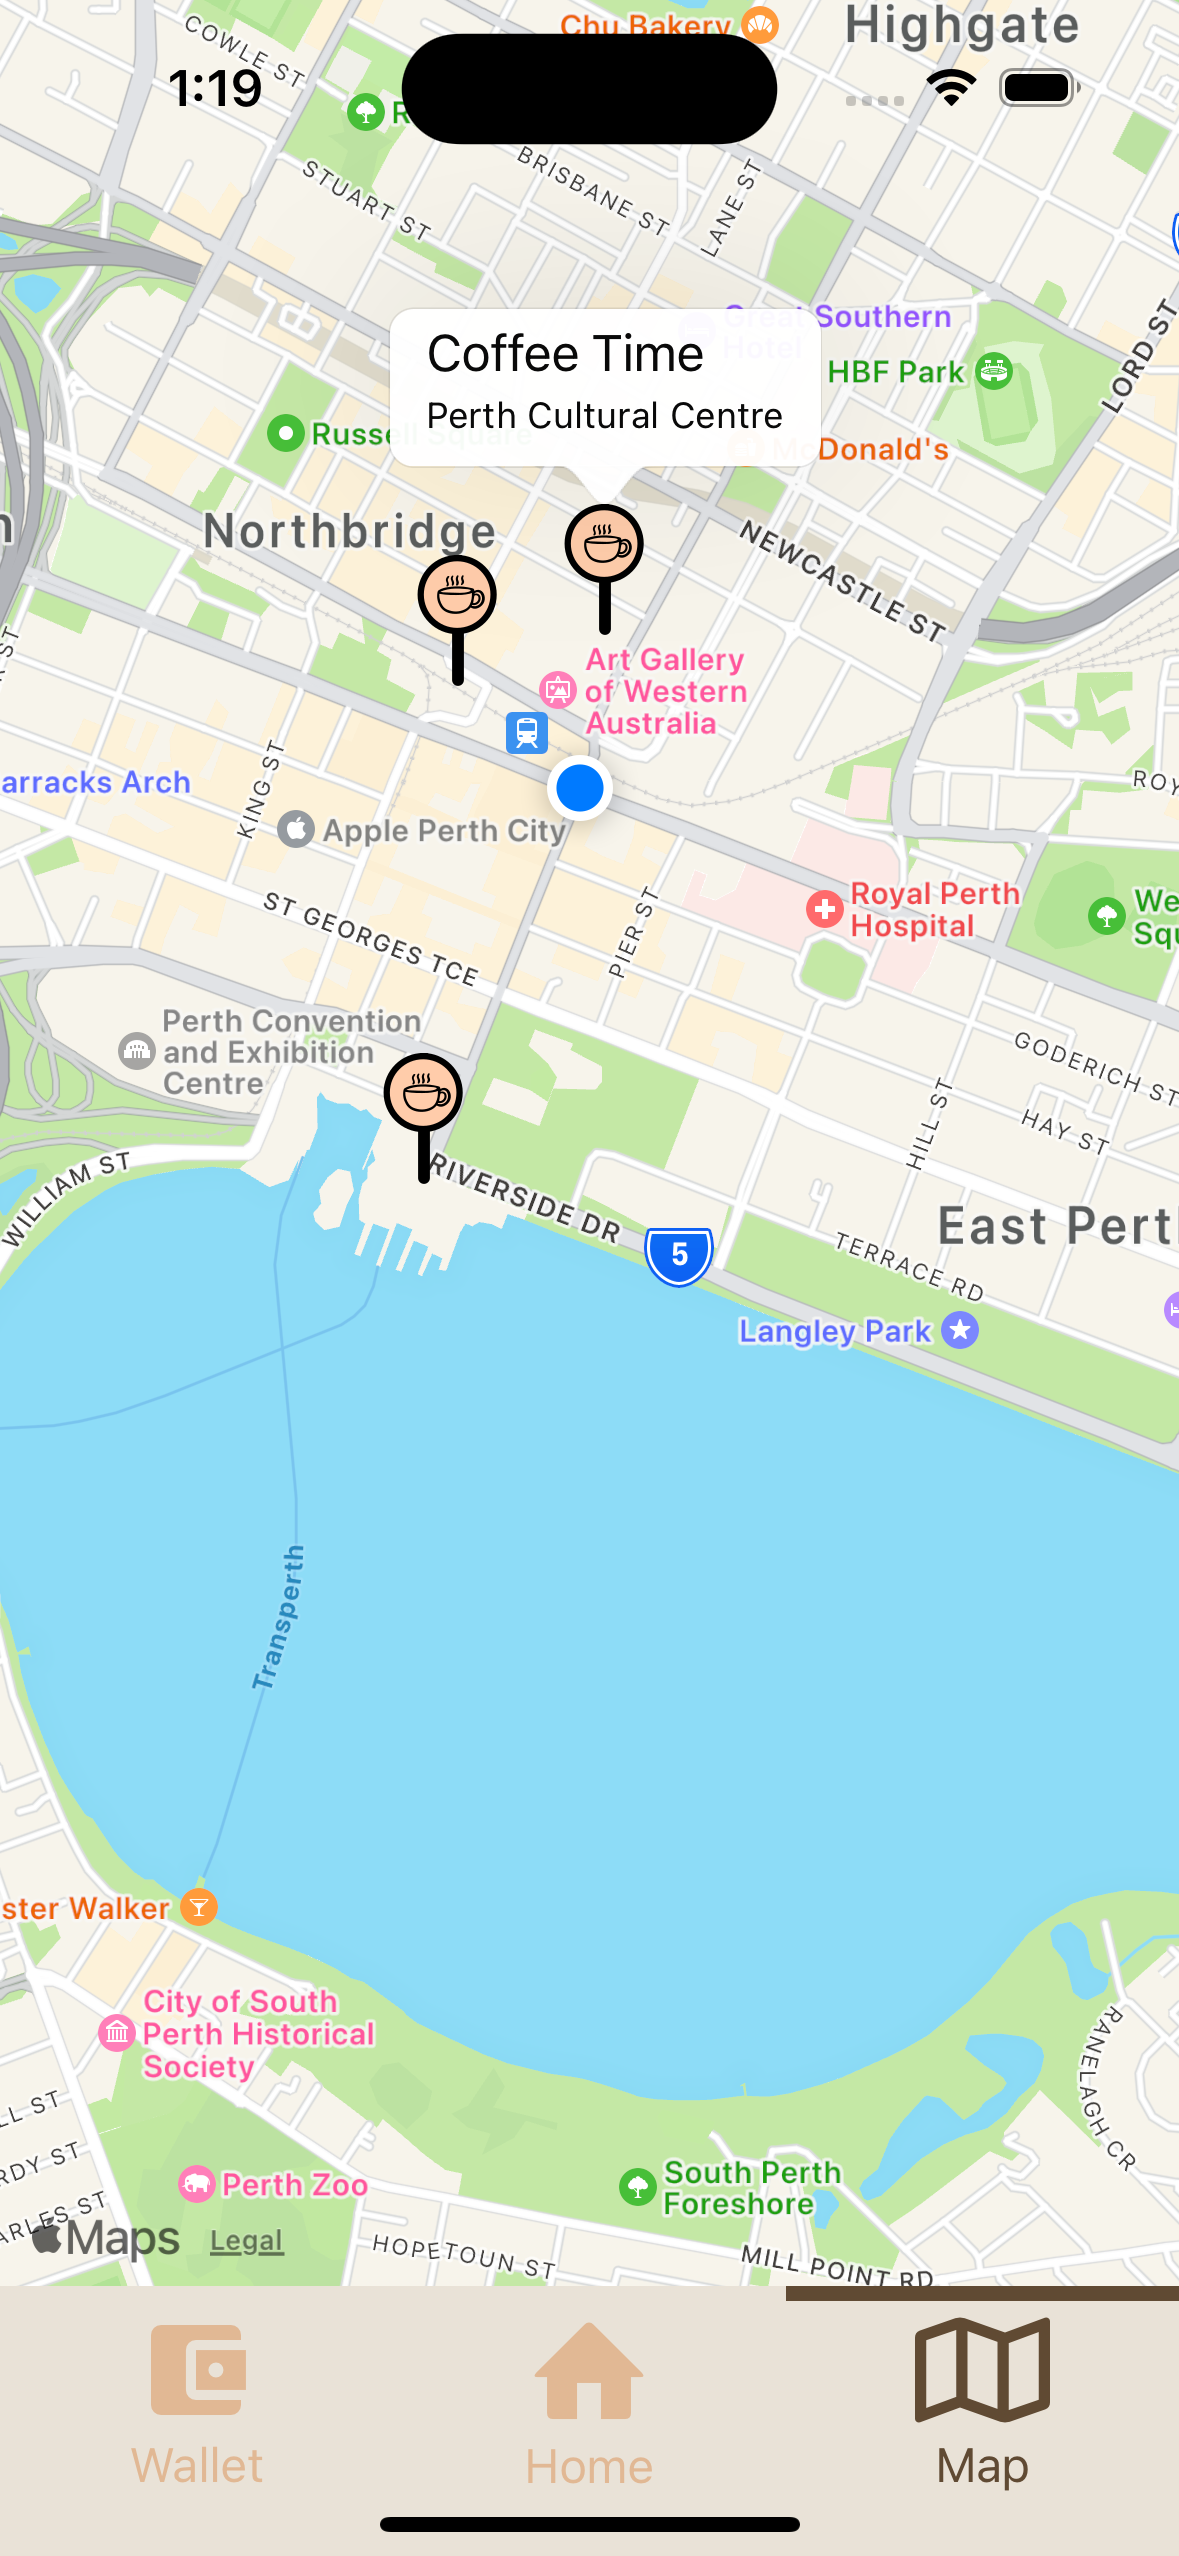 Chu Bakery
Highgate
1:19
COWLE ST
STUART ST
BRISBANE ST
LANE ST
Great Southern
Hotel
HBF Park
LORD ST
Coffee Time
Perth Cultural Centre
Russell Square
McDonald's
Northbridge
NEWCASTLE ST
Art Gallery
of Western
Australia
arracks Arch
KING ST
Apple Perth City
ROY
Royal Perth
Hospital
We
Squ
ST GEORGES TCE
PIER ST
Perth Convention
and Exhibition
Centre
GODERICH ST
HAY ST
HILL ST
WILLIAM ST
RIVERSIDE DR
5
East Perth
TERRACE RD
Langley Park
Transperth
ster Walker
City of South
Perth Historical
Society
RANELAGH CR
LL ST
RDY ST
ARLES ST
Perth Zoo
South Perth
Foreshore
Maps
Legal
HOPETOUN ST
MILL POINT RD
Wallet
Home
Map